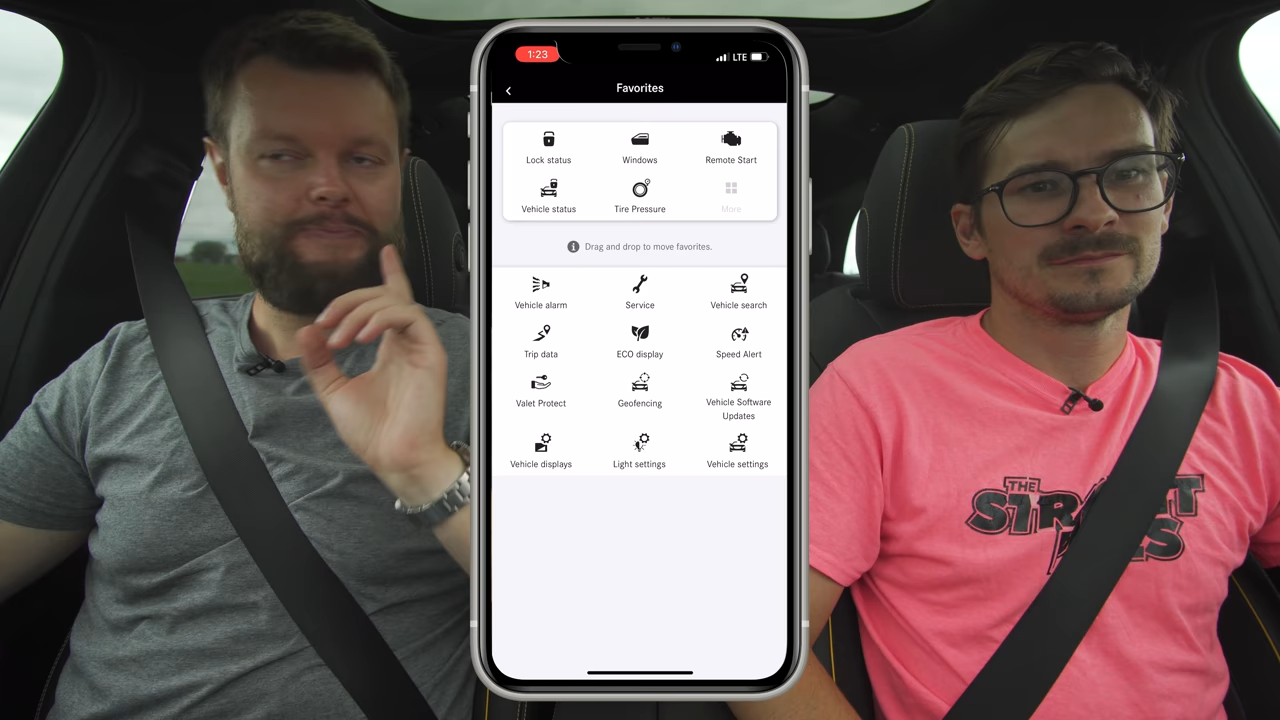 1:23
LTE
Favorites
Lock status
Windows
Remote Start
Vehicle status
Tire Pressure
More
Drag and drop to move favorites.
Vehicle alarm
Service
Vehicle search
Trip data
ECO display
Speed Alert
Valet Protect
Geofencing
Vehicle Software
Updates
Vehicle displays
Light settings
Vehicle settings
THE